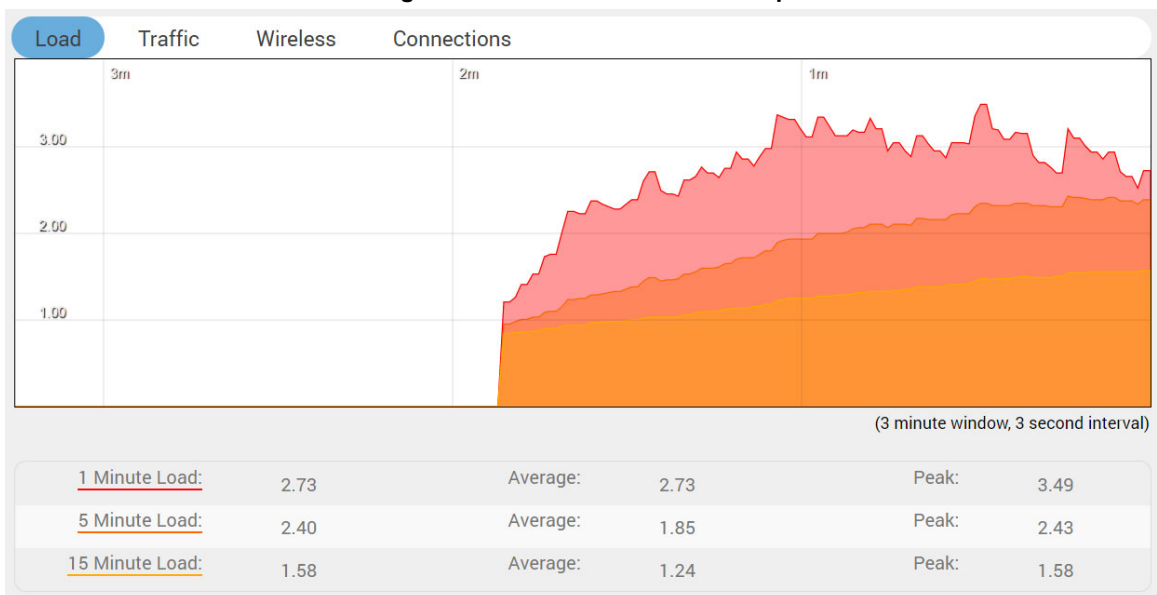 Load Traffic Wireless Connections
3m 2m 1m
3.00
2.00
1.00
(3 minute window, 3 second interval)
1 Minute Load: 2.73 Average: 2.73 Peak: 3.49
5 Minute Load: 2.40 Average: 1.85 Peak: 2.43
15 Minute Load: 1.58 Average: 1.24 Peak: 1.58